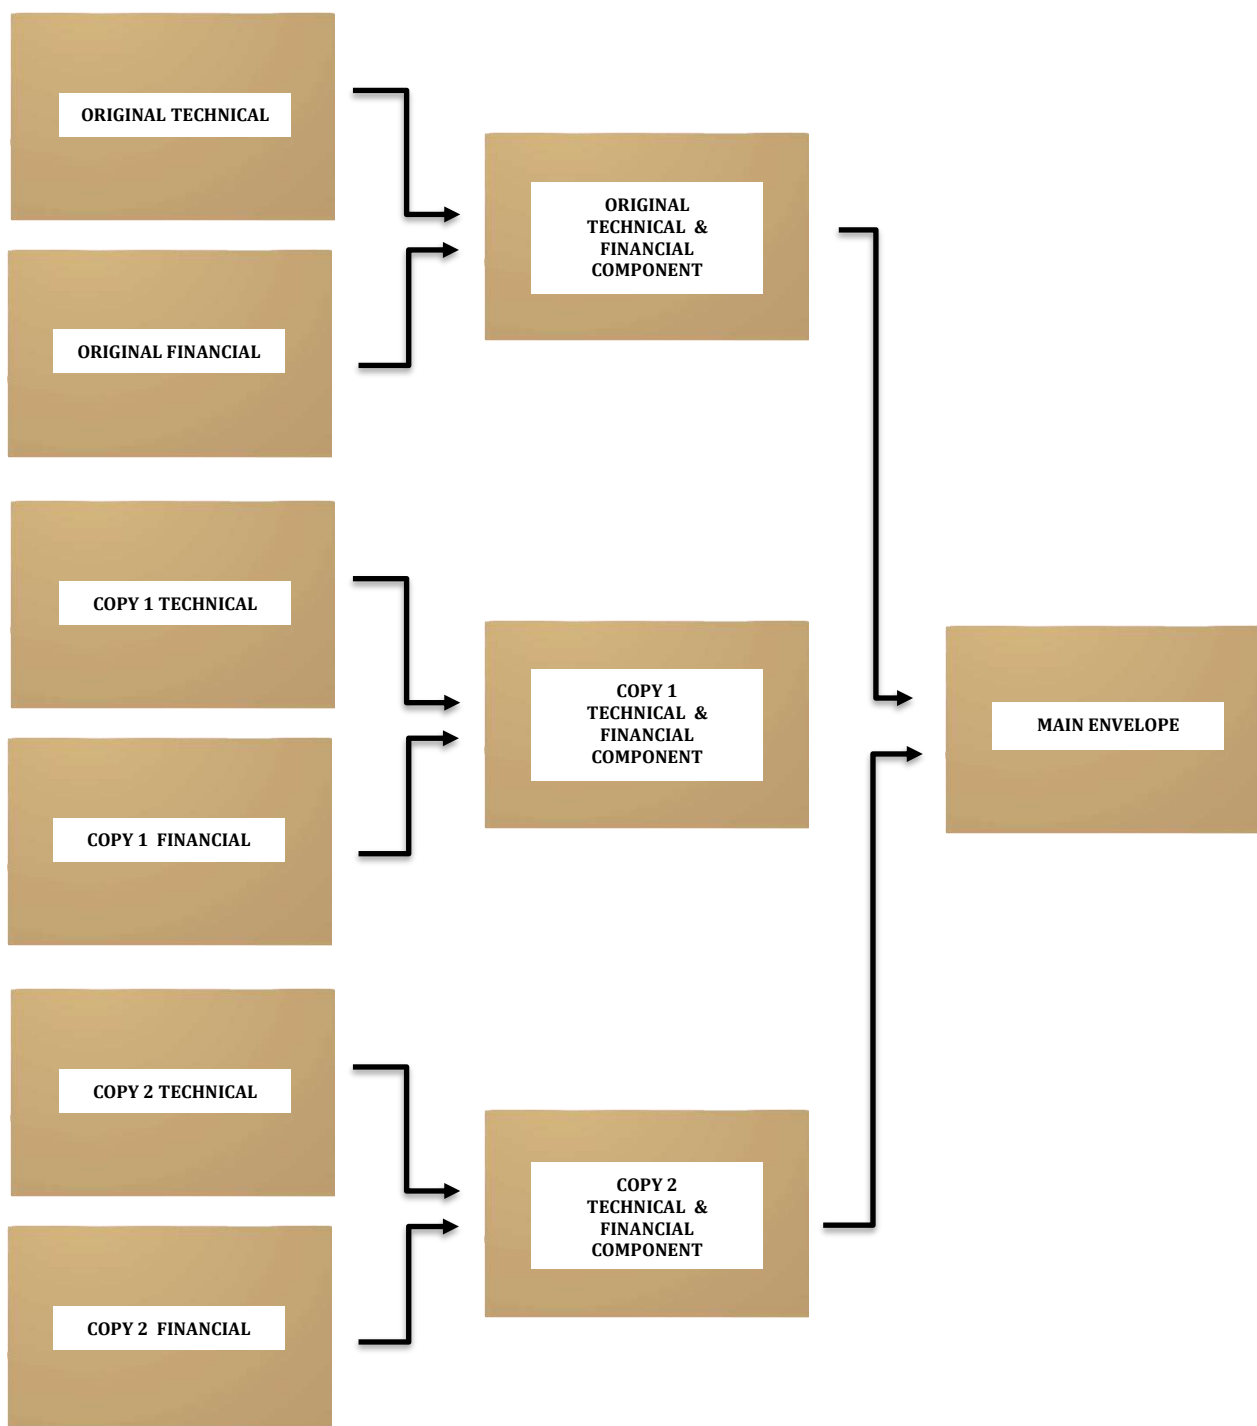 ORIGINAL TECHNICAL
ORIGINAL FINANCIAL
ORIGINAL
TECHNICAL &
FINANCIAL
COMPONENT
COPY 1 TECHNICAL
COPY 1 FINANCIAL
COPY 1
TECHNICAL &
FINANCIAL
COMPONENT
COPY 2 TECHNICAL
COPY 2 FINANCIAL
COPY 2
TECHNICAL &
FINANCIAL
COMPONENT
MAIN ENVELOPE